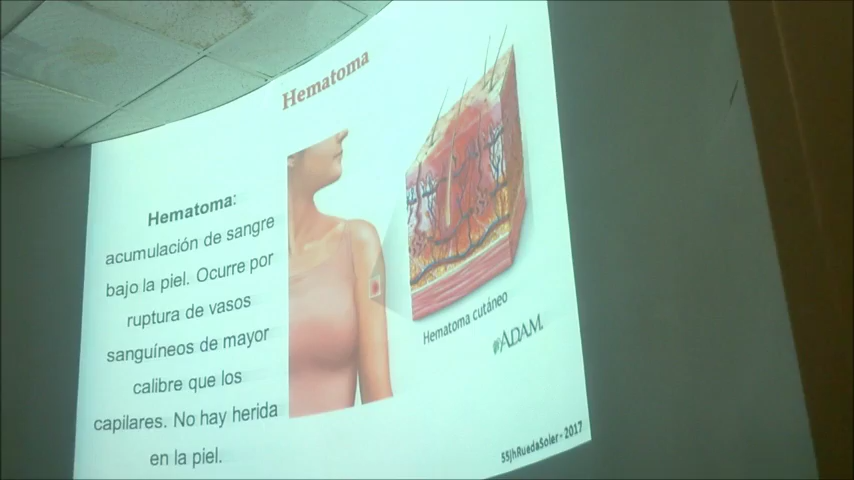 Hematoma
Hematoma:
acumulación de sangre
bajo la piel. Ocurre por
ruptura de vasos
sanguíneos de mayor
calibre que los
capilares. No hay herida
en la piel.
Hematoma cutáneo
ADAM.
55jhRuedaSoler - 2017